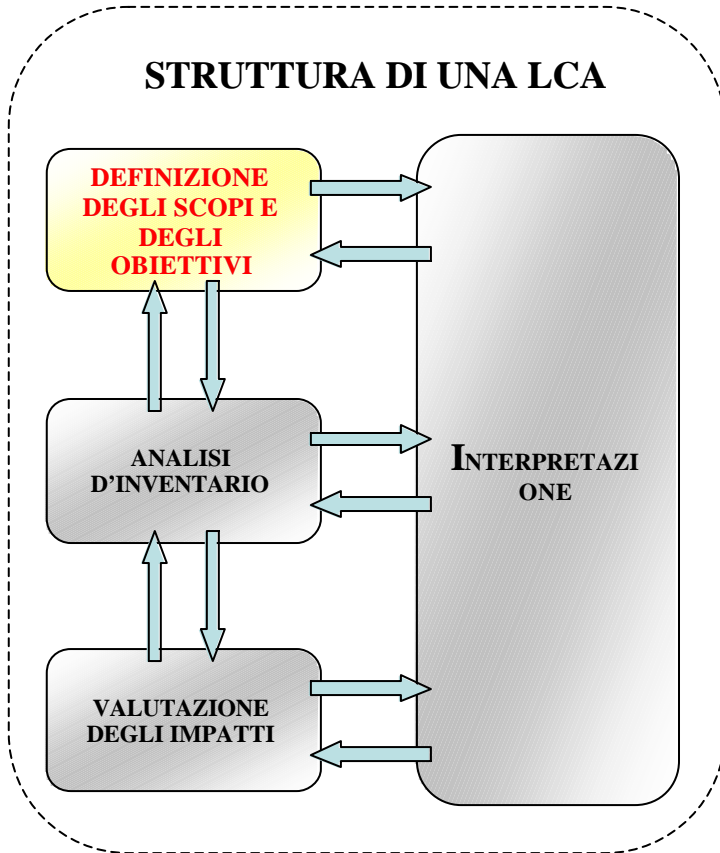 STRUTTURA DI UNA LCA
DEFINIZIONE
DEGLI SCOPI E
DEGLI
OBIETTIVI
ANALISI
D’INVENTARIO
INTERPRETAZI
ONE
VALUTAZIONE
DEGLI IMPATTI